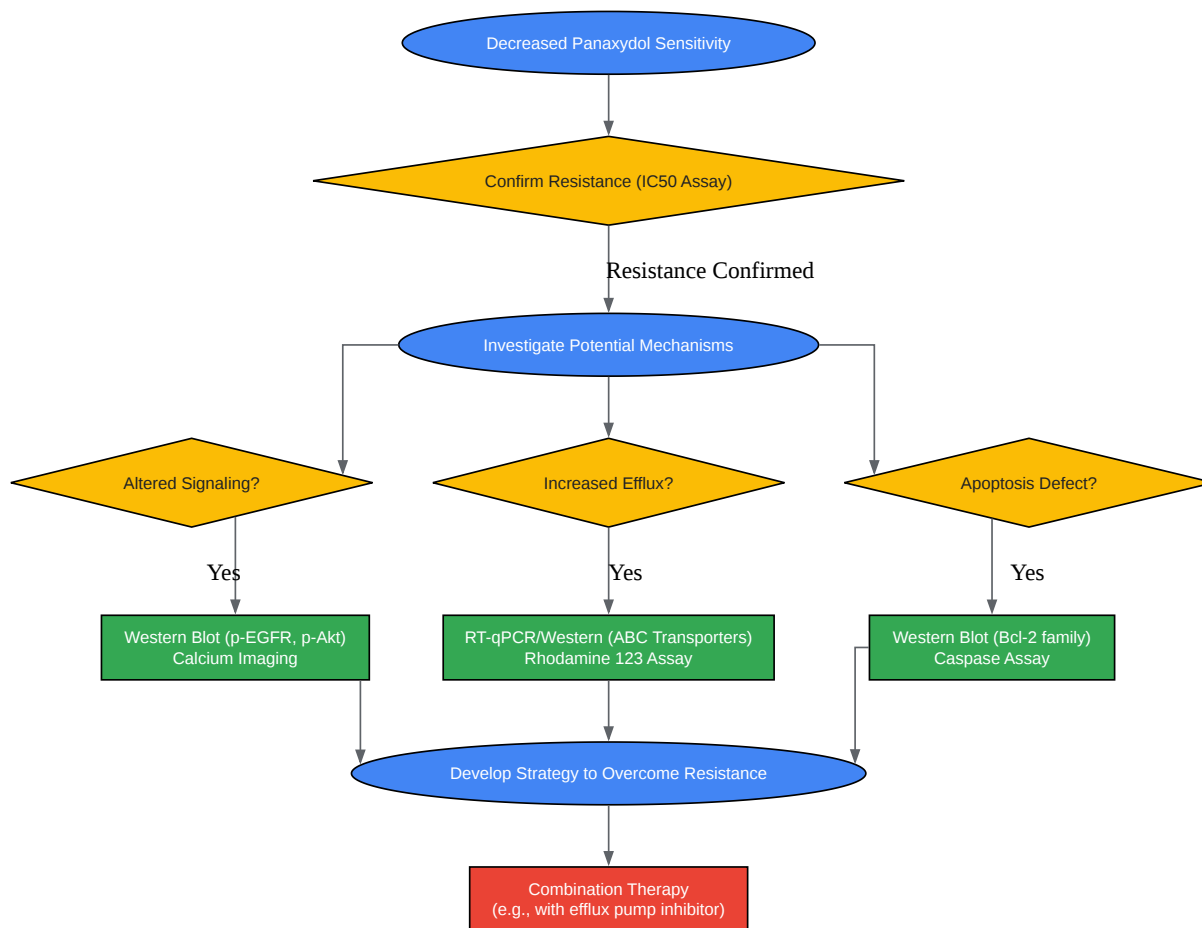 Decreased Panaxydol Sensitivity
Confirm Resistance (IC50 Assay)
Resistance Confirmed
Investigate Potential Mechanisms
Altered Signaling?
Increased Efflux?
Apoptosis Defect?
Yes
Yes
Yes
Western Blot (p-EGFR, p-Akt)
Calcium Imaging
RT-qPCR/Western (ABC Transporters)
Rhodamine 123 Assay
Western Blot (Bcl-2 family)
Caspase Assay
Develop Strategy to Overcome Resistance
Combination Therapy
(e.g., with efflux pump inhibitor)